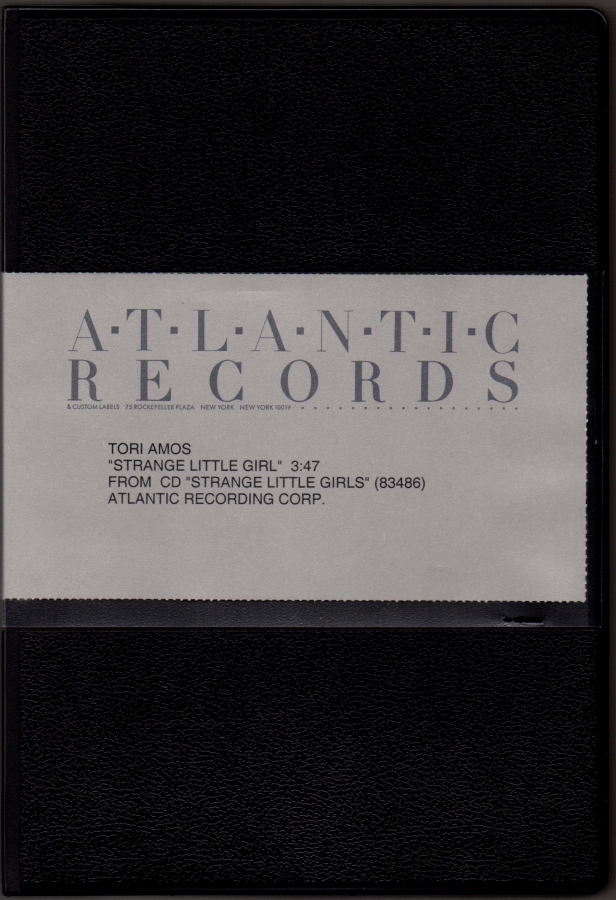 A·T·L·A·N·T·I·C
RECORDS
& CUSTOM LABELS 75 ROCKEFELLER PLAZA NEW YORK NEW YORK 10019
TORI AMOS
"STRANGE LITTLE GIRL" 3:47
FROM CD "STRANGE LITTLE GIRLS" (83486)
ATLANTIC RECORDING CORP.